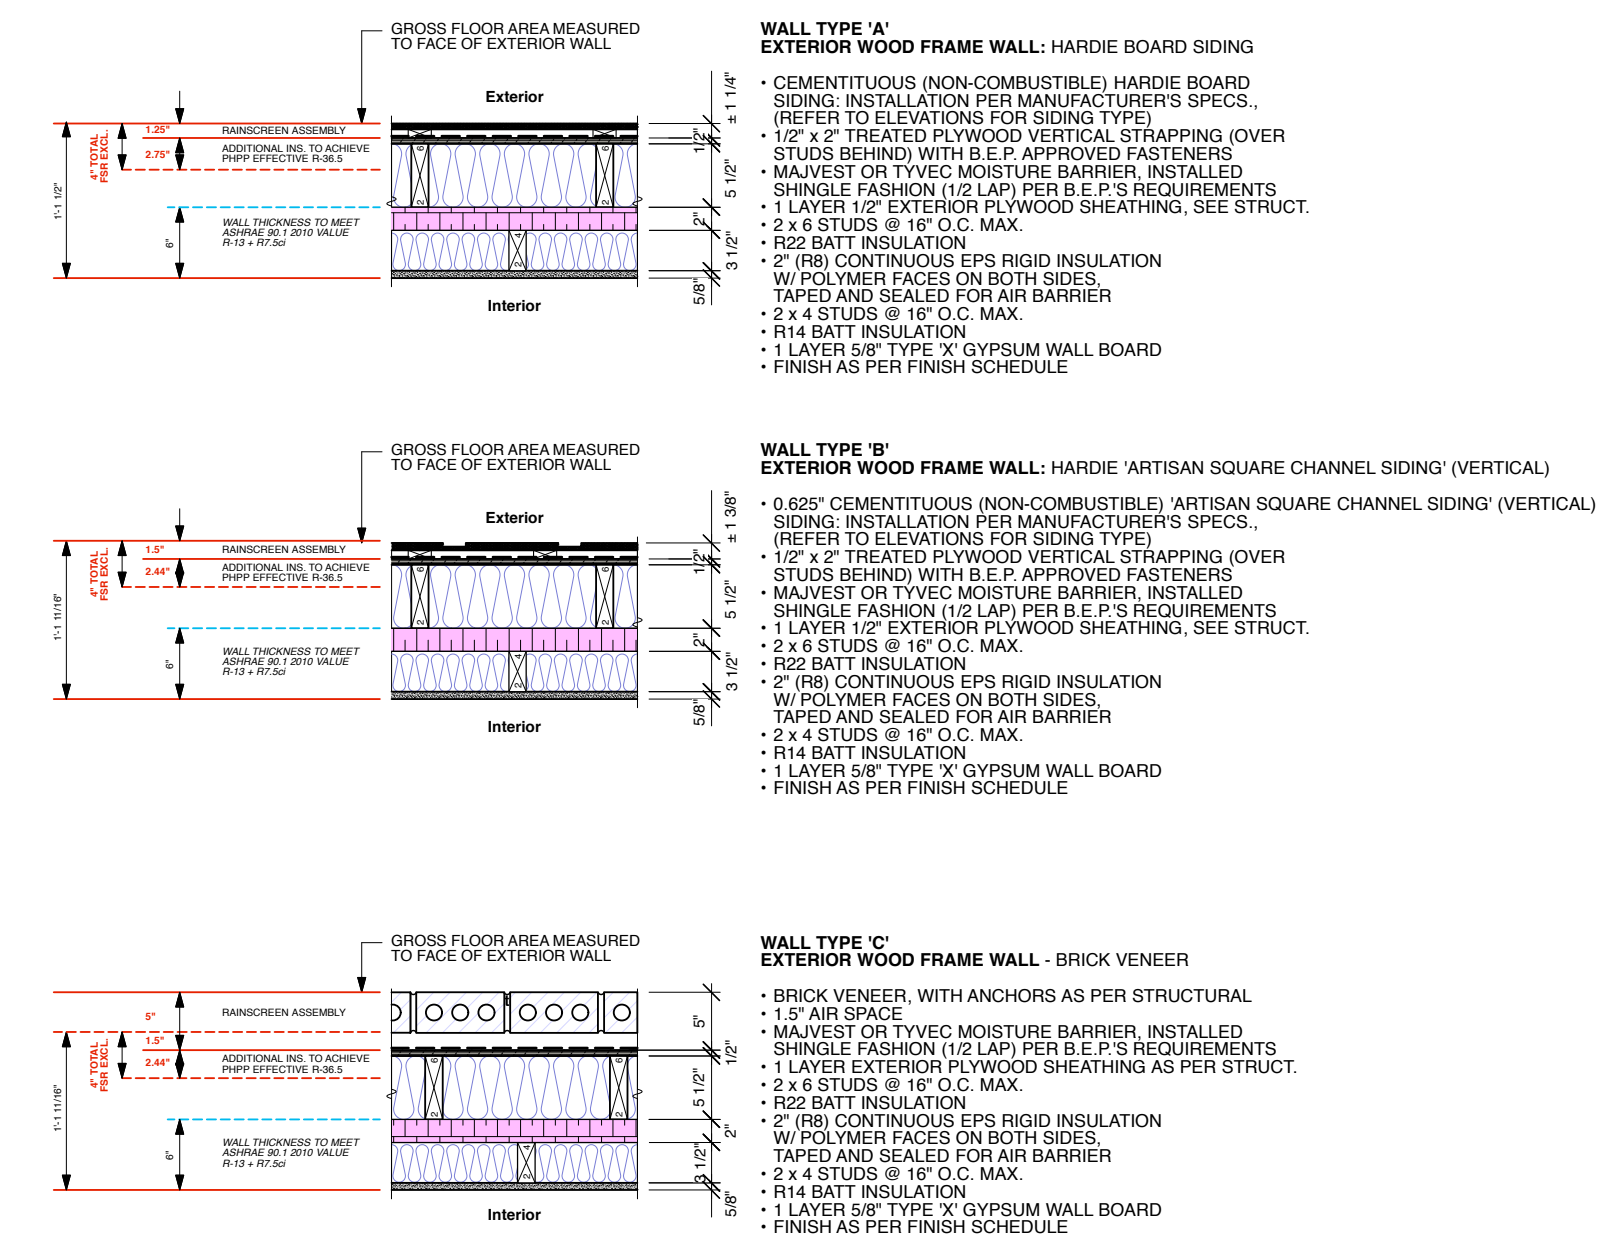 GROSS FLOOR AREA MEASURED
TO FACE OF EXTERIOR WALL
Exterior
1'-1 1/2"
4" TOTAL
FSR EXCL.
1.25"
RAINSCREEN ASSEMBLY
2.75"
ADDITIONAL INS. TO ACHIEVE
PHPP EFFECTIVE R-36.5
6"
WALL THICKNESS TO MEET
ASHRAE 90.1 2010 VALUE
R-13 + R7.5ci
6
2
6
2
4
2
± 1 1/4"
1/2"
5 1/2"
2"
3 1/2"
5/8"
Interior
WALL TYPE 'A'
EXTERIOR WOOD FRAME WALL: HARDIE BOARD SIDING
• CEMENTITUOUS (NON-COMBUSTIBLE) HARDIE BOARD
SIDING: INSTALLATION PER MANUFACTURER'S SPECS.,
(REFER TO ELEVATIONS FOR SIDING TYPE)
• 1/2" x 2" TREATED PLYWOOD VERTICAL STRAPPING (OVER
STUDS BEHIND) WITH B.E.P. APPROVED FASTENERS
• MAJVEST OR TYVEC MOISTURE BARRIER, INSTALLED
SHINGLE FASHION (1/2 LAP) PER B.E.P.'S REQUIREMENTS
• 1 LAYER 1/2" EXTERIOR PLYWOOD SHEATHING, SEE STRUCT.
• 2 x 6 STUDS @ 16" O.C. MAX.
• R22 BATT INSULATION
• 2" (R8) CONTINUOUS EPS RIGID INSULATION
W/ POLYMER FACES ON BOTH SIDES,
TAPED AND SEALED FOR AIR BARRIER
• 2 x 4 STUDS @ 16" O.C. MAX.
• R14 BATT INSULATION
• 1 LAYER 5/8" TYPE 'X' GYPSUM WALL BOARD
• FINISH AS PER FINISH SCHEDULE
GROSS FLOOR AREA MEASURED
TO FACE OF EXTERIOR WALL
Exterior
1'-1 11/16"
4" TOTAL
FSR EXCL.
1.5"
RAINSCREEN ASSEMBLY
2.44"
ADDITIONAL INS. TO ACHIEVE
PHPP EFFECTIVE R-36.5
6"
WALL THICKNESS TO MEET
ASHRAE 90.1 2010 VALUE
R-13 + R7.5ci
6
2
6
2
4
2
± 1 3/8"
1/2"
5 1/2"
2"
3 1/2"
5/8"
Interior
WALL TYPE 'B'
EXTERIOR WOOD FRAME WALL: HARDIE 'ARTISAN SQUARE CHANNEL SIDING' (VERTICAL)
• 0.625" CEMENTITUOUS (NON-COMBUSTIBLE) 'ARTISAN SQUARE CHANNEL SIDING' (VERTICAL)
SIDING: INSTALLATION PER MANUFACTURER'S SPECS.,
(REFER TO ELEVATIONS FOR SIDING TYPE)
• 1/2" x 2" TREATED PLYWOOD VERTICAL STRAPPING (OVER
STUDS BEHIND) WITH B.E.P. APPROVED FASTENERS
• MAJVEST OR TYVEC MOISTURE BARRIER, INSTALLED
SHINGLE FASHION (1/2 LAP) PER B.E.P.'S REQUIREMENTS
• 1 LAYER 1/2" EXTERIOR PLYWOOD SHEATHING, SEE STRUCT.
• 2 x 6 STUDS @ 16" O.C. MAX.
• R22 BATT INSULATION
• 2" (R8) CONTINUOUS EPS RIGID INSULATION
W/ POLYMER FACES ON BOTH SIDES,
TAPED AND SEALED FOR AIR BARRIER
• 2 x 4 STUDS @ 16" O.C. MAX.
• R14 BATT INSULATION
• 1 LAYER 5/8" TYPE 'X' GYPSUM WALL BOARD
• FINISH AS PER FINISH SCHEDULE
GROSS FLOOR AREA MEASURED
TO FACE OF EXTERIOR WALL
5"
RAINSCREEN ASSEMBLY
1'-1 11/16"
4" TOTAL
FSR EXCL.
1.5"
2.44"
ADDITIONAL INS. TO ACHIEVE
PHPP EFFECTIVE R-36.5
6"
WALL THICKNESS TO MEET
ASHRAE 90.1 2010 VALUE
R-13 + R7.5ci
6
2
6
2
4
2
5"
1/2"
5 1/2"
2"
3 1/2"
5/8"
Interior
WALL TYPE 'C'
EXTERIOR WOOD FRAME WALL - BRICK VENEER
• BRICK VENEER, WITH ANCHORS AS PER STRUCTURAL
• 1.5" AIR SPACE
• MAJVEST OR TYVEC MOISTURE BARRIER, INSTALLED
SHINGLE FASHION (1/2 LAP) PER B.E.P.'S REQUIREMENTS
• 1 LAYER EXTERIOR PLYWOOD SHEATHING AS PER STRUCT.
• 2 x 6 STUDS @ 16" O.C. MAX.
• R22 BATT INSULATION
• 2" (R8) CONTINUOUS EPS RIGID INSULATION
W/ POLYMER FACES ON BOTH SIDES,
TAPED AND SEALED FOR AIR BARRIER
• 2 x 4 STUDS @ 16" O.C. MAX.
• R14 BATT INSULATION
• 1 LAYER 5/8" TYPE 'X' GYPSUM WALL BOARD
• FINISH AS PER FINISH SCHEDULE